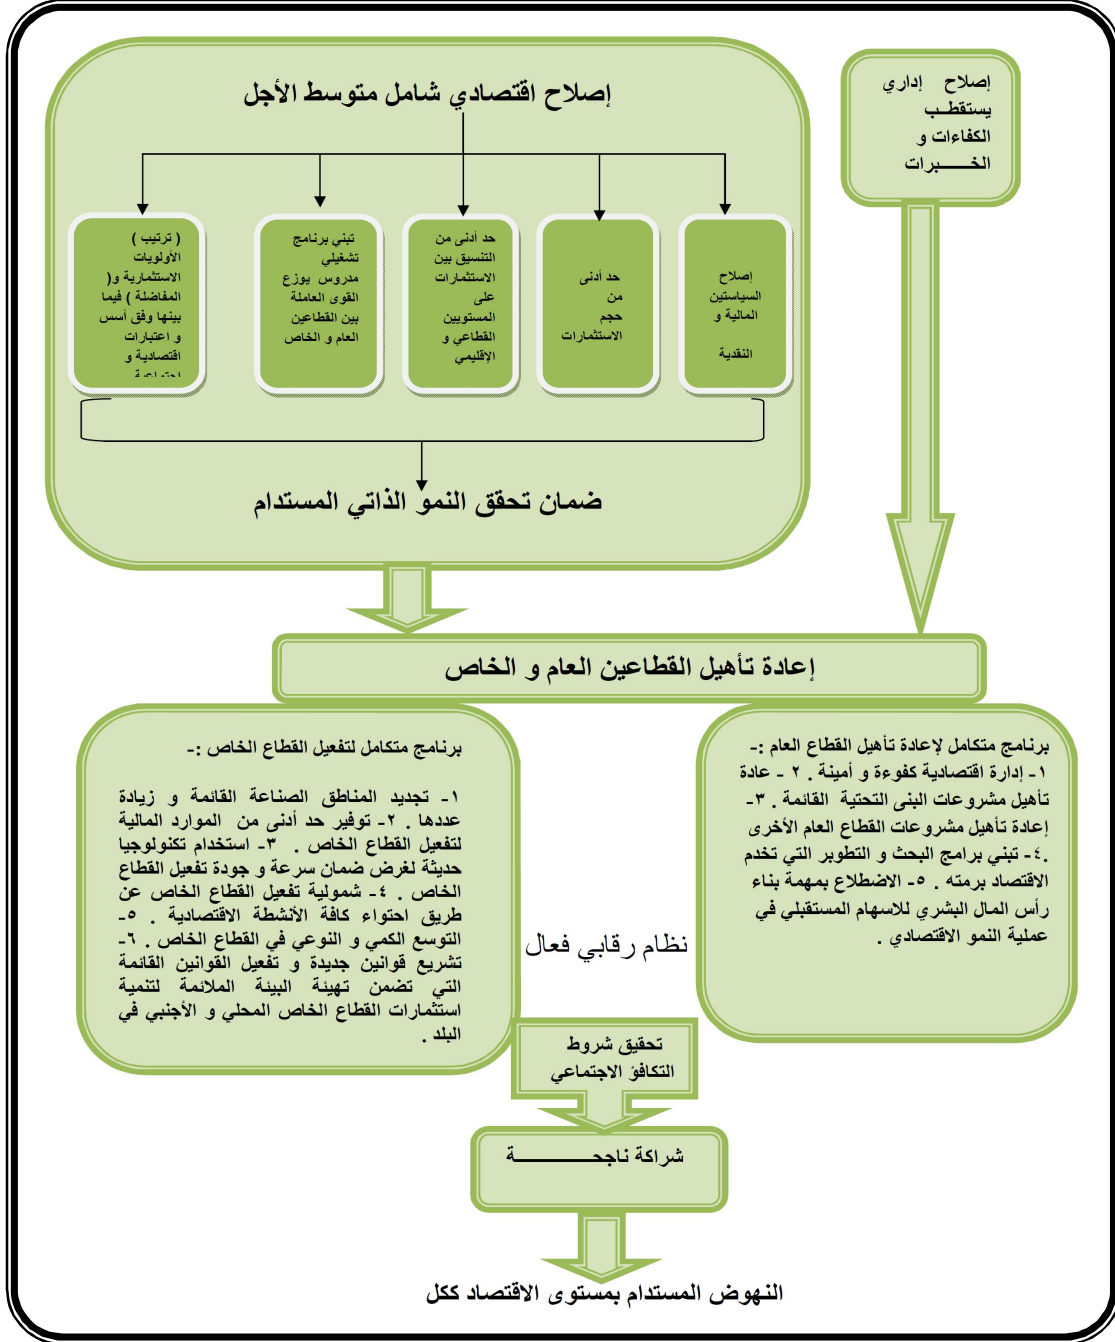 إصلاح إداري
يستقطــب
الكفاءات و
الخـــــبرات
إصلاح اقتصادي شامل متوسط الأجل
إصلاح
السياستين
المالية و
النقدية
حد أدنى
من
حجم
الاستثمارات
حد أدنى من
التنسيق بين
الاستثمارات
على
المستويين
القطاعي و
الإقليمي
تبني برنامج
تشغيلي
مدروس يوزع
القوى العاملة
بين القطاعين
العام و الخاص
( ترتيب )
الأولويات
الاستثمارية و(
المفاضلة ) فيما
بينها وفق أسس
و اعتبارات
اقتصادية و
ضمان تحقق النمو الذاتي المستدام
إعادة تأهيل القطاعين العام و الخاص
برنامج متكامل لإعادة تأهيل القطاع العام :-
١- إدارة اقتصادية كفوءة و أمينة . ٢ - عادة
تأهيل مشروعات البنى التحتية القائمة . ٣-
إعادة تأهيل مشروعات القطاع العام الأخرى
.٤- تبني برامج البحث و التطوير التي تخدم
الاقتصاد برمته . ٥- الاضطلاع بمهمة بناء
رأس المال البشري للاسهام المستقبلي في
عملية النمو الاقتصادي .
برنامج متكامل لتفعيل القطاع الخاص :-
١- تجديد المناطق الصناعة القائمة و زيادة
عددها . ٢- توفير حد أدنى من الموارد المالية
لتفعيل القطاع الخاص . ٣- استخدام تكنولوجيا
حديثة لغرض ضمان سرعة و جودة تفعيل القطاع
الخاص . ٤- شمولية تفعيل القطاع الخاص عن
طريق احتواء كافة الأنشطة الاقتصادية . ٥-
التوسع الكمي و النوعي في القطاع الخاص . ٦-
تشريع قوانين جديدة و تفعيل القوانين القائمة
التي تضمن تهيئة البيئة الملائمة لتنمية
استثمارات القطاع الخاص المحلي و الأجنبي في
البلد .
نظام رقابي فعال
تحقيق شروط
التكافؤ الاجتماعي
شراكة ناجحـــــــــــة
النهوض المستدام بمستوى الاقتصاد ككل